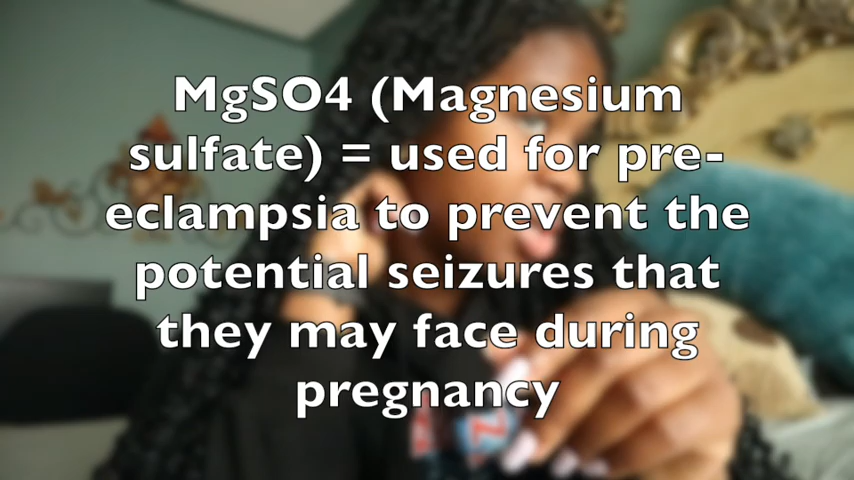 MgSO4 (Magnesium
sulfate) = used for pre-
eclampsia to prevent the
potential seizures that
they may face during
pregnancy